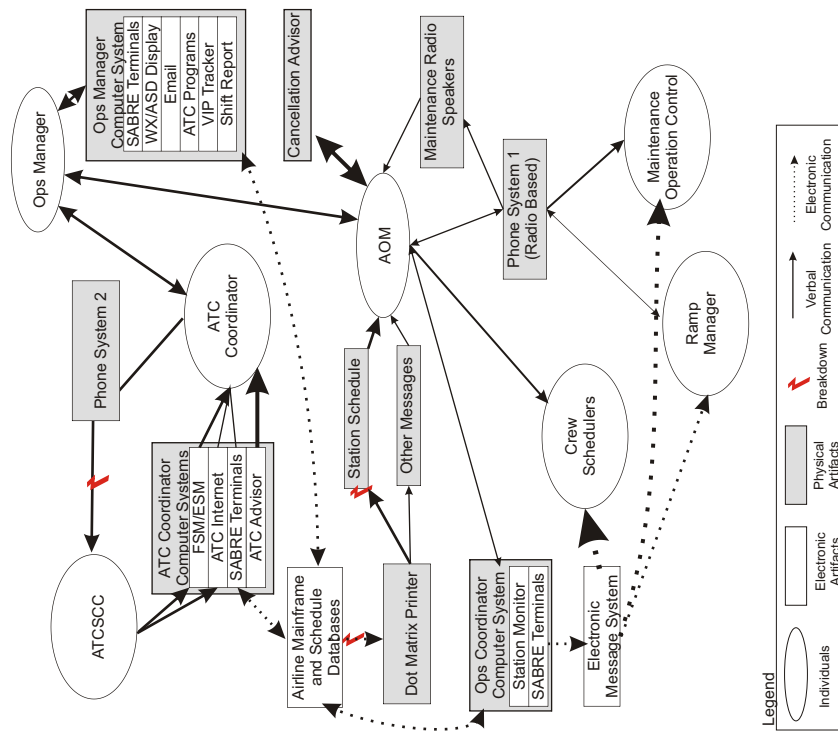 Ops Manager
Ops Manager
Computer System
SABRE Terminals
WX/ASD Display
Email
ATC Programs
VIP Tracker
Shift Report
Cancellation Advisor
Maintenance Radio
Speakers
Phone System 1
(Radio Based)
Maintenance
Operation Control
Phone System 2
ATC
Coordinator
AOM
Ramp
Manager
Station Schedule
Other Messages
Crew
Schedulers
ATCSCC
ATC Coordinator
Computer Systems
FSM/ESM
ATC Internet
SABRE Terminals
ATC Advisor
Airline Mainframe
and Schedule
Databases
Dot Matrix Printer
Ops Coordinator
Computer System
Station Monitor
SABRE Terminals
Electronic
Message System
Legend
Individuals
Electronic
Artifacts
Physical
Artifacts
Breakdown
Verbal
Communication
Electronic
Communication